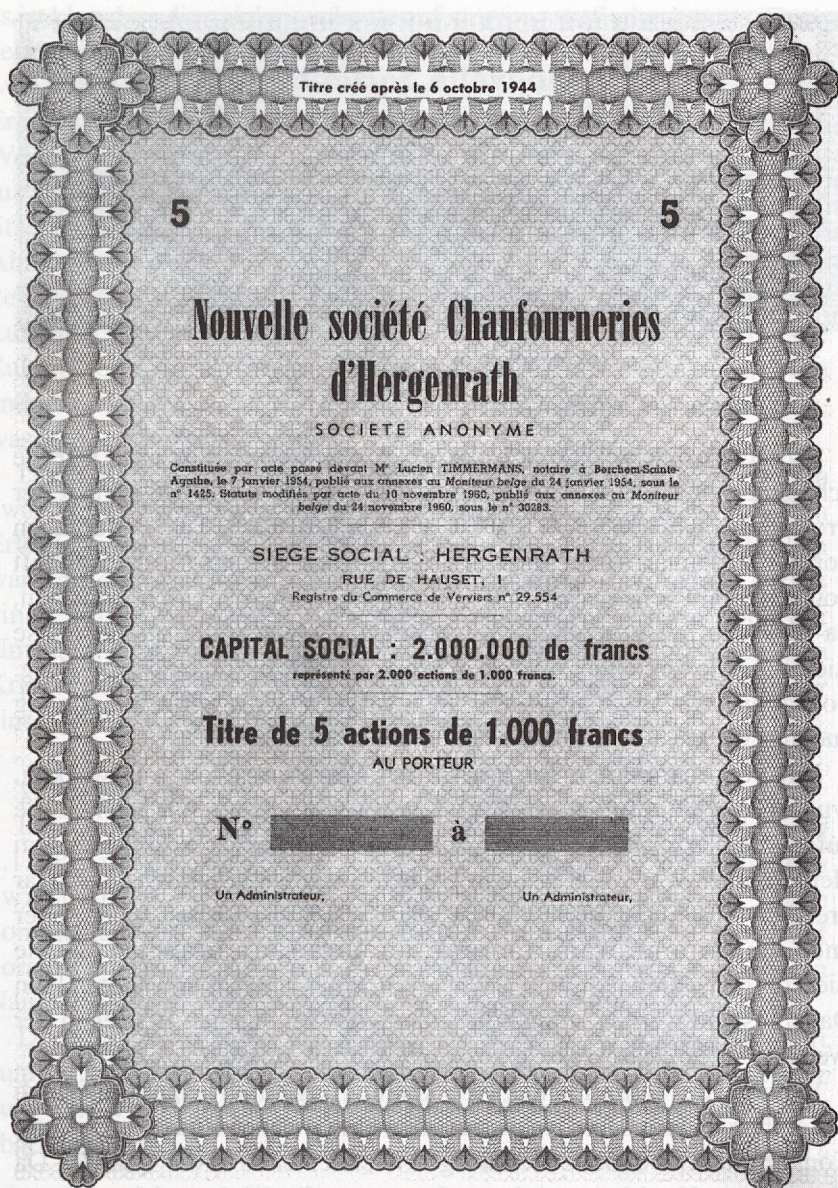 Titre créé après le 6 octobre 1944
5 5
Nouvelle société Chaufourneries
d'Hergenrath
SOCIETE ANONYME
Constituée par acte passé devant Mᵉ Lucien TIMMERMANS, notaire à Berchem-Sainte-
Agathe, le 7 janvier 1954, publié aux annexes au Moniteur belge du 24 janvier 1954, sous le
n° 1425. Statuts modifiés par acte du 10 novembre 1960, publié aux annexes au Moniteur
belge du 24 novembre 1960, sous le n° 30283.
SIEGE SOCIAL : HERGENRATH
RUE DE HAUSET, 1
Registre du Commerce de Verviers n° 29.554
CAPITAL SOCIAL : 2.000.000 de francs
représenté par 2.000 actions de 1.000 francs.
Titre de 5 actions de 1.000 francs
AU PORTEUR
N° à
Un Administrateur, Un Administrateur,